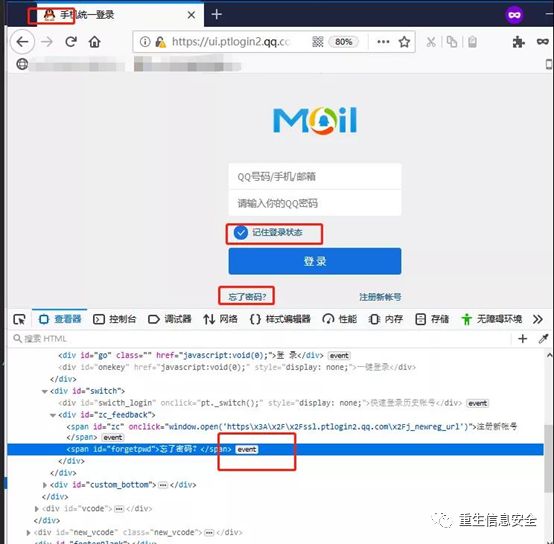 手机统一登录
https://ui.ptlogin2.qq.co
80%
Mail
QQ号码/手机/邮箱
请输入你的QQ密码
记住登录状态
登 录
忘了密码?
注册新帐号
查看器 控制台 调试器 网络 样式编辑器 性能 内存 存储 无障碍环境
搜索 HTML
<div id="go" class="" href="javascript:void(0);">登 录</div> event
<div id="onekey" href="javascript:void(0);" style="display: none;">一键登录</div>
</div>
<div id="switch">
<div id="swicth_login" onclick="pt._switch();" style="display: none;">快速登录历史帐号</div>
<div id="zc_feedback">
<span id="zc" onclick="window.open('https\x3A\x2F\x2Fssl.ptlogin2.qq.com\x2Fj_newreg_url')">注册新帐号
</span> event
<span id="forgetpwd">忘了密码? </span> event
</div>
</div>
<div id="custom_bottom"> </div>
</div>
<div id="vcode"> </div>
<div id="new_vcode" class="new_vcode"> </div>
重生信息安全